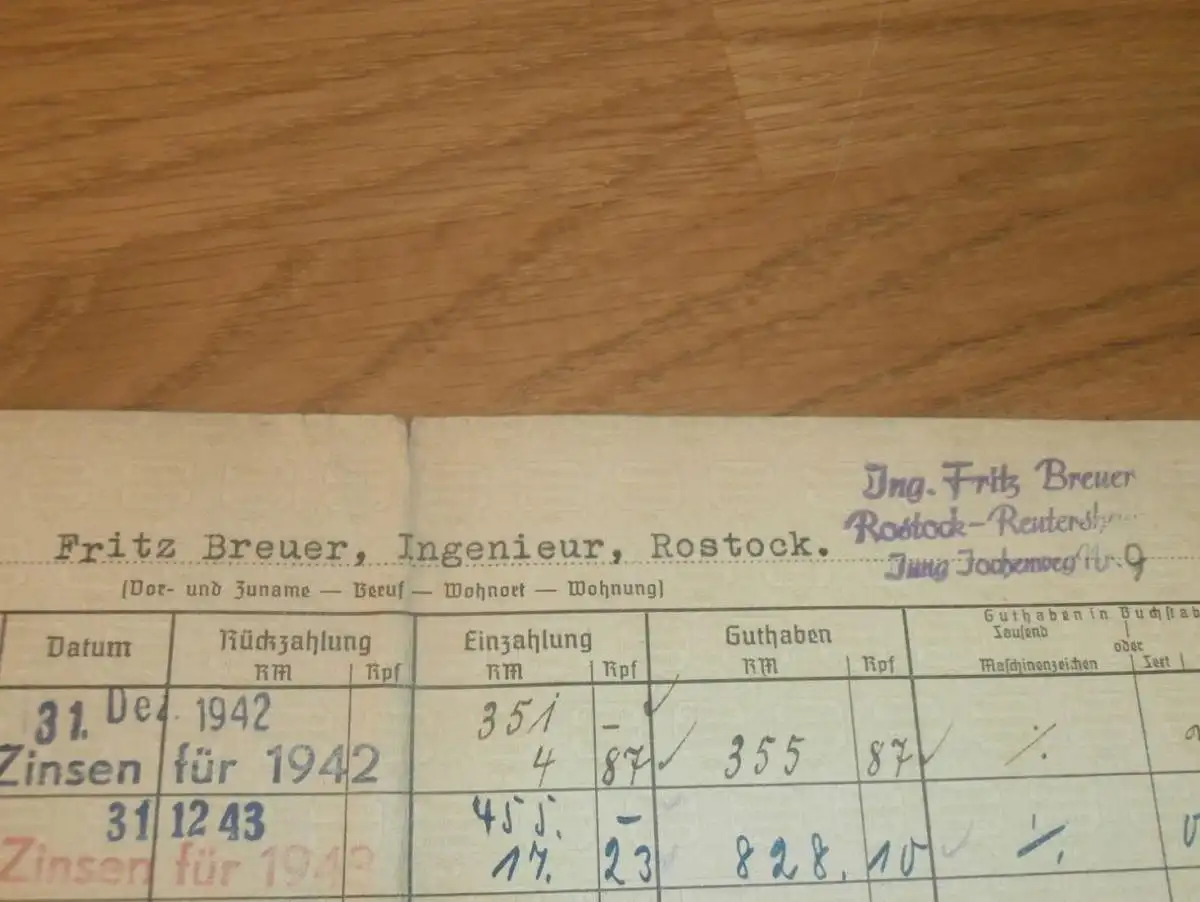 Ing. Fritz Breuer
Rostock-Reutersh
Jung Jochenweg Nr. 9
Fritz Breuer, Ingenieur, Rostock.
(Vor- und Zuname — Beruf — Wohnort — Wohnung)
Datum Rückzahlung Einzahlung Guthaben Guthaben in Buchstab
RM Rpf RM Rpf RM Rpf Tausend oder Maschinenzeichen
31. Dez. 1942 351 –
Zinsen für 1942 4 87 355 87 ·/.
31 12 43 455. –
Zinsen für 1943 17. 23 828. 10 ·/.